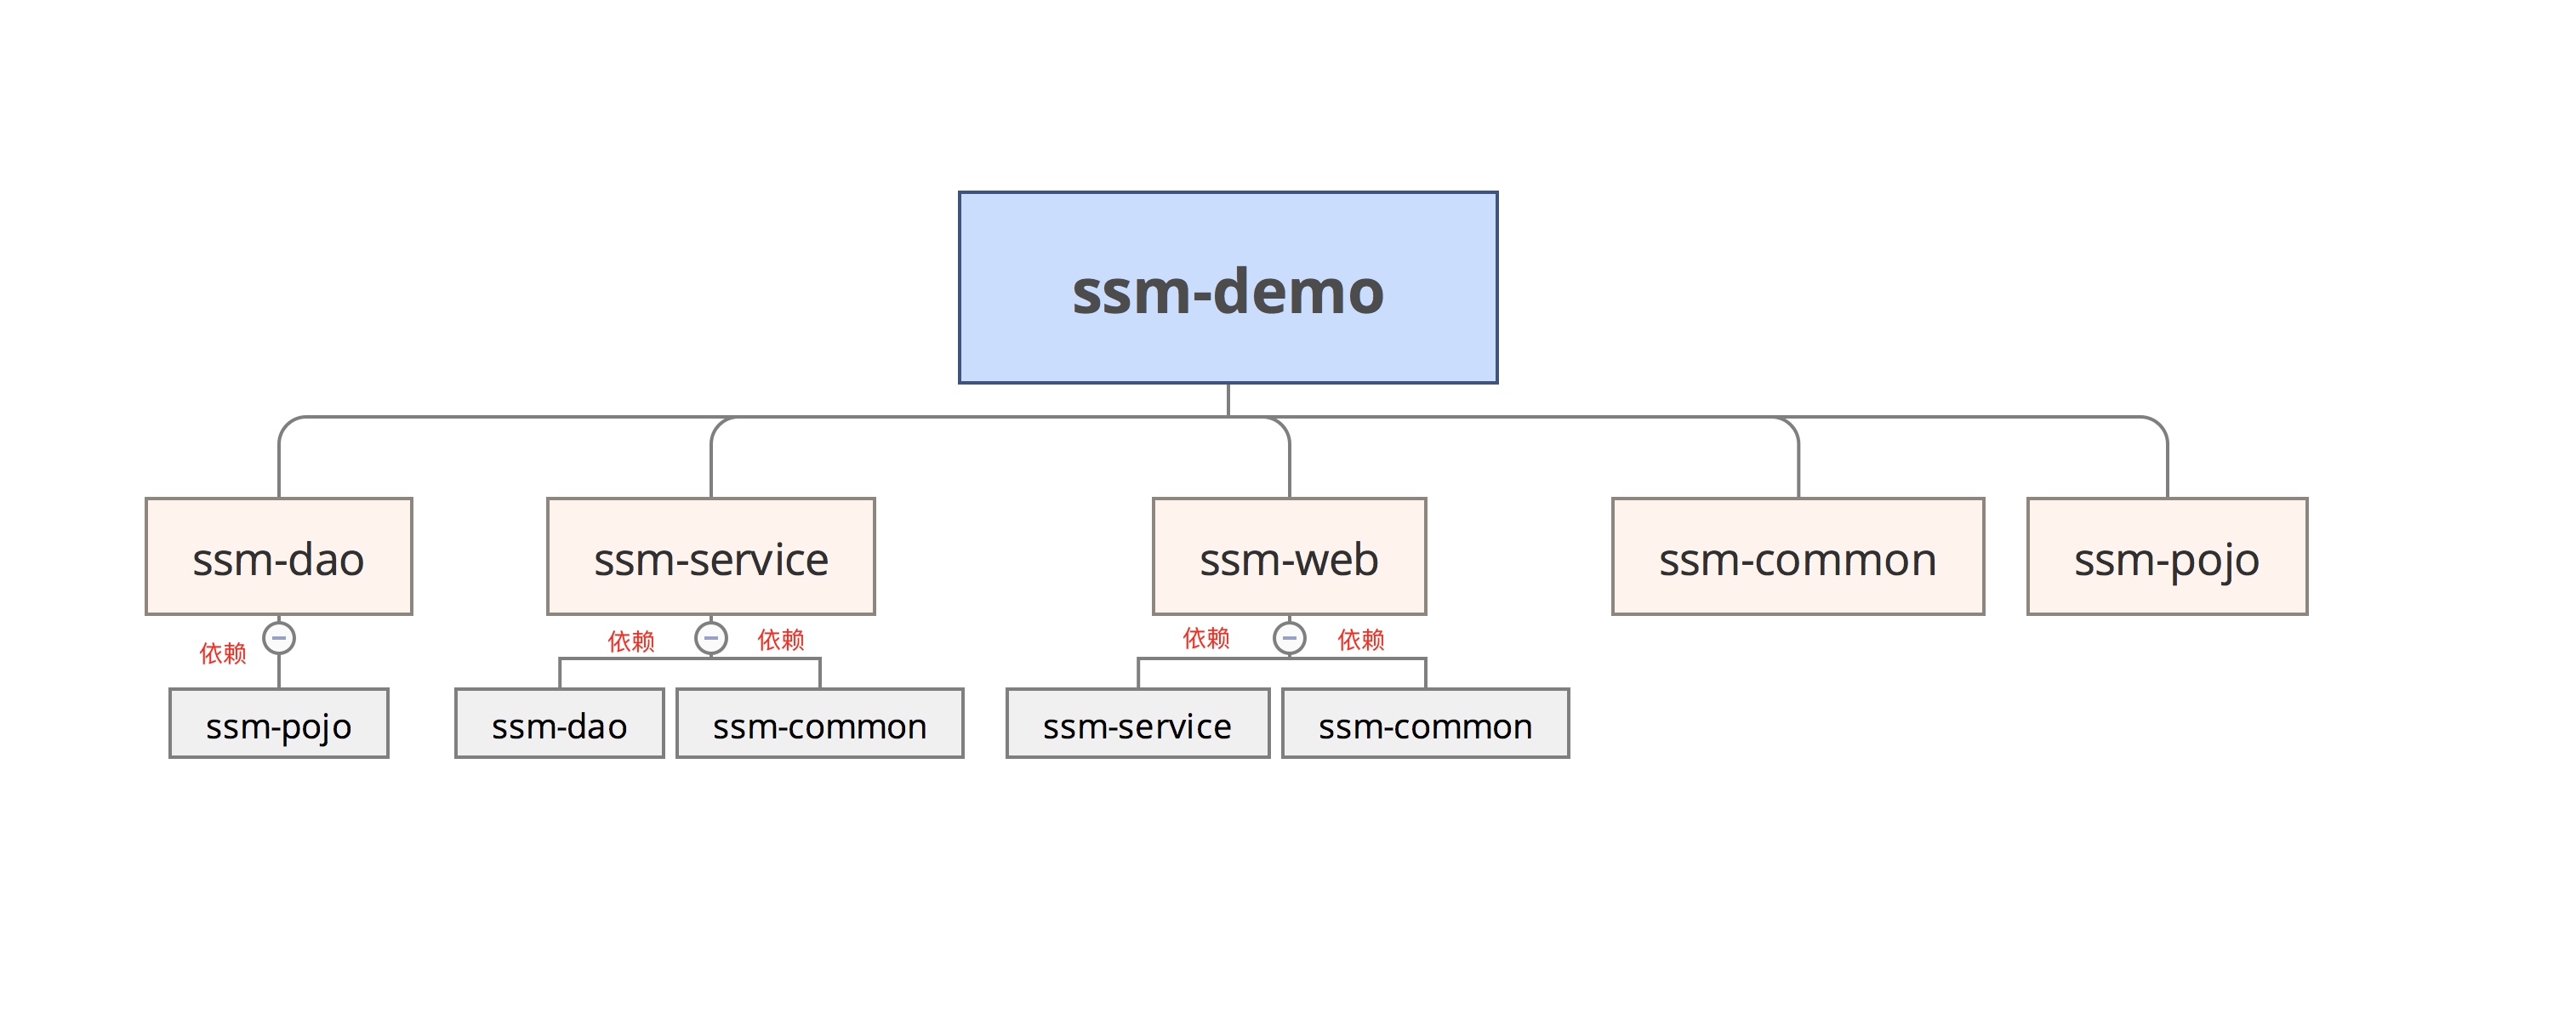 ssm-demo
ssm-dao
ssm-service
ssm-web
ssm-common
ssm-pojo
依赖
依赖
依赖
依赖
依赖
ssm-pojo
ssm-dao
ssm-common
ssm-service
ssm-common